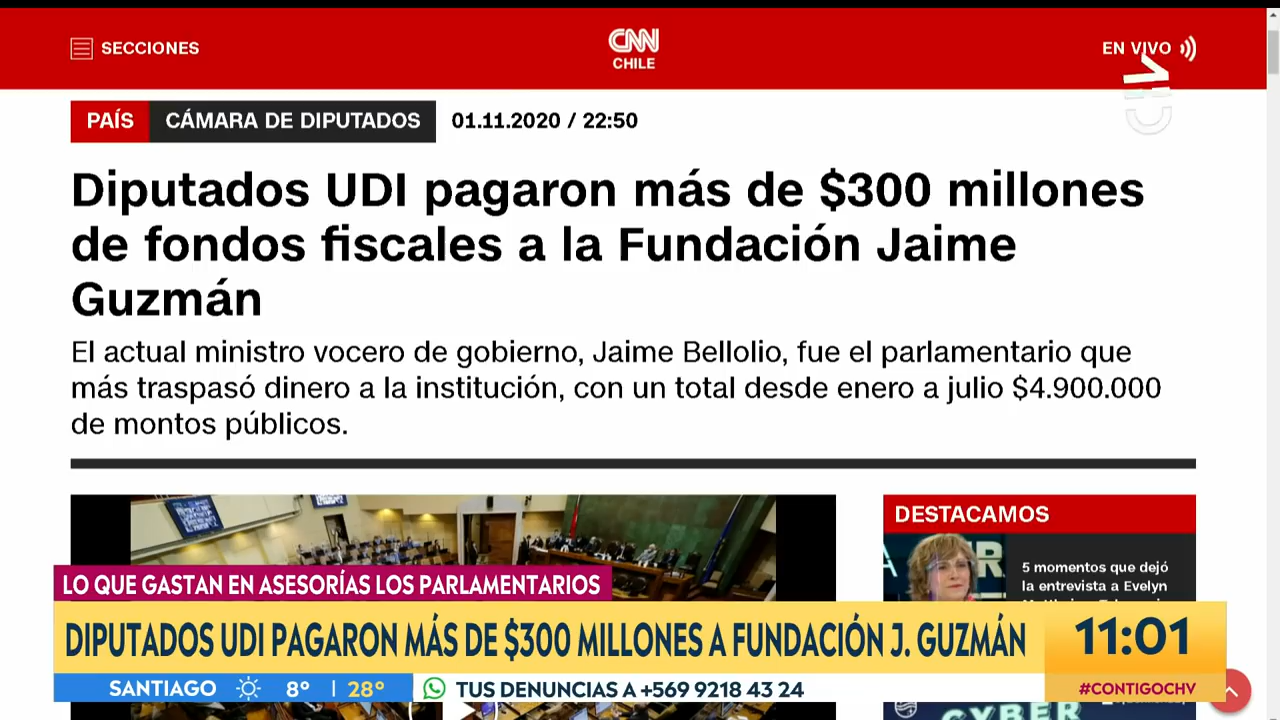 SECCIONES
CNN
CHILE
EN VIVO
CHV
PAÍS
CÁMARA DE DIPUTADOS
01.11.2020 / 22:50
Diputados UDI pagaron más de $300 millones
de fondos fiscales a la Fundación Jaime
Guzmán
El actual ministro vocero de gobierno, Jaime Bellolio, fue el parlamentario que
más traspasó dinero a la institución, con un total desde enero a julio $4.900.000
de montos públicos.
DESTACAMOS
5 momentos que dejó
la entrevista a Evelyn
LO QUE GASTAN EN ASESORÍAS LOS PARLAMENTARIOS
DIPUTADOS UDI PAGARON MÁS DE $300 MILLONES A FUNDACIÓN J. GUZMÁN
11:01
SANTIAGO 8° | 28°
TUS DENUNCIAS A +569 9218 43 24
#CONTIGOCHV
CYBER